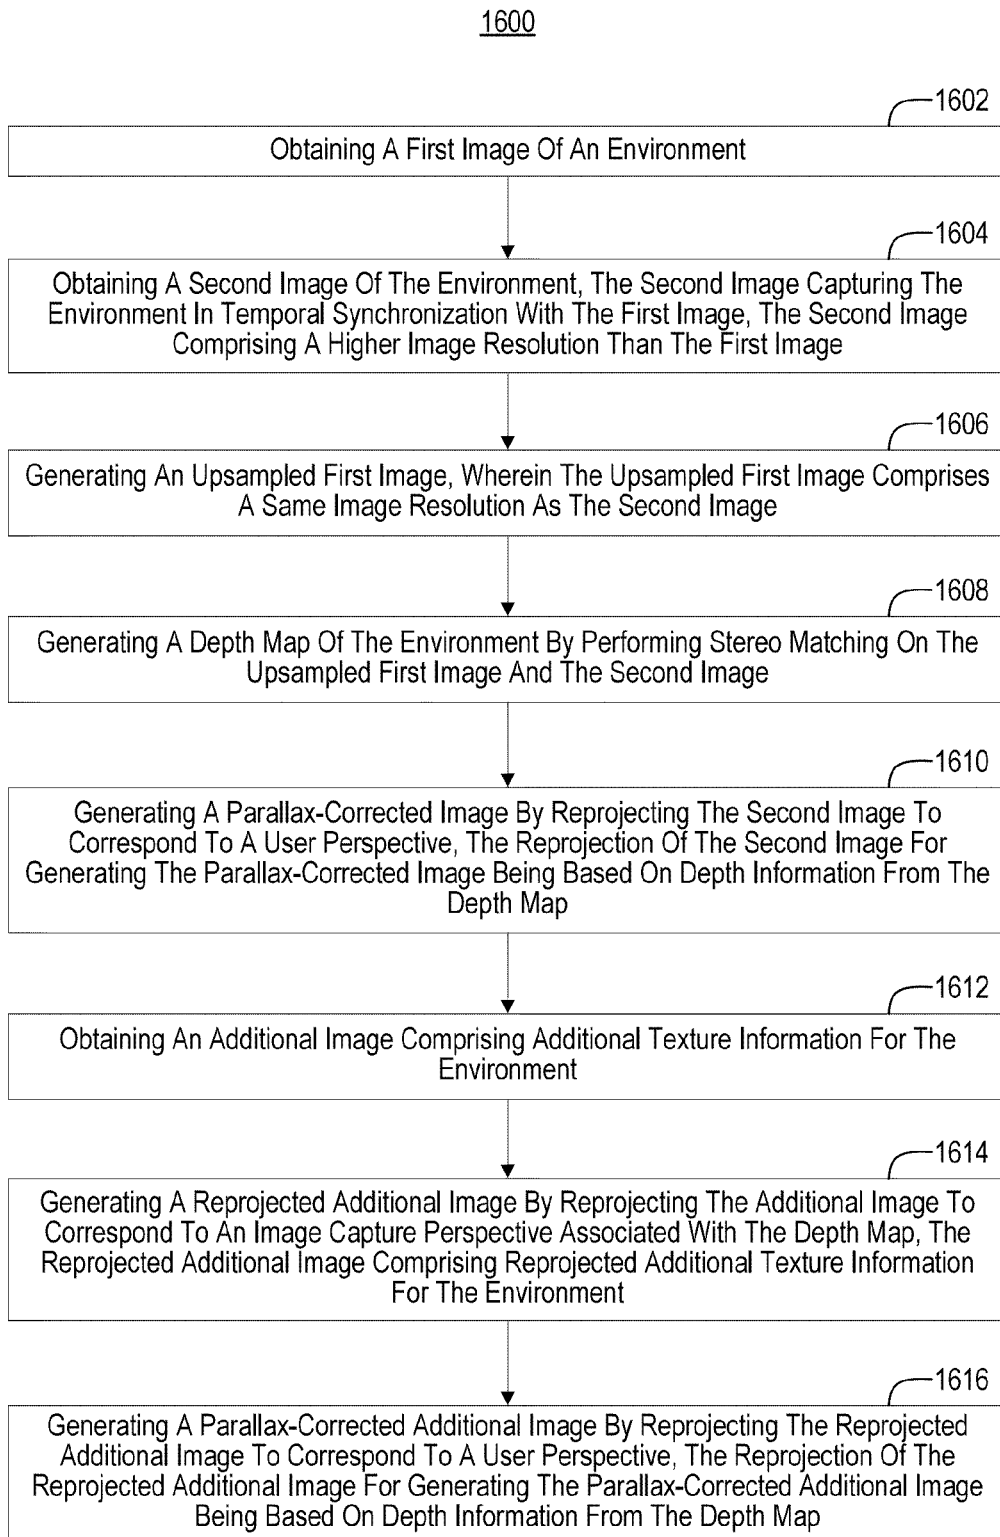 1600
1602
Obtaining A First Image Of An Environment
1604
Obtaining A Second Image Of The Environment, The Second Image Capturing The
Environment In Temporal Synchronization With The First Image, The Second Image
Comprising A Higher Image Resolution Than The First Image
1606
Generating An Upsampled First Image, Wherein The Upsampled First Image Comprises
A Same Image Resolution As The Second Image
1608
Generating A Depth Map Of The Environment By Performing Stereo Matching On The
Upsampled First Image And The Second Image
1610
Generating A Parallax-Corrected Image By Reprojecting The Second Image To
Correspond To A User Perspective, The Reprojection Of The Second Image For
Generating The Parallax-Corrected Image Being Based On Depth Information From The
Depth Map
1612
Obtaining An Additional Image Comprising Additional Texture Information For The
Environment
1614
Generating A Reprojected Additional Image By Reprojecting The Additional Image To
Correspond To An Image Capture Perspective Associated With The Depth Map, The
Reprojected Additional Image Comprising Reprojected Additional Texture Information
For The Environment
1616
Generating A Parallax-Corrected Additional Image By Reprojecting The Reprojected
Additional Image To Correspond To A User Perspective, The Reprojection Of The
Reprojected Additional Image For Generating The Parallax-Corrected Additional Image
Being Based On Depth Information From The Depth Map